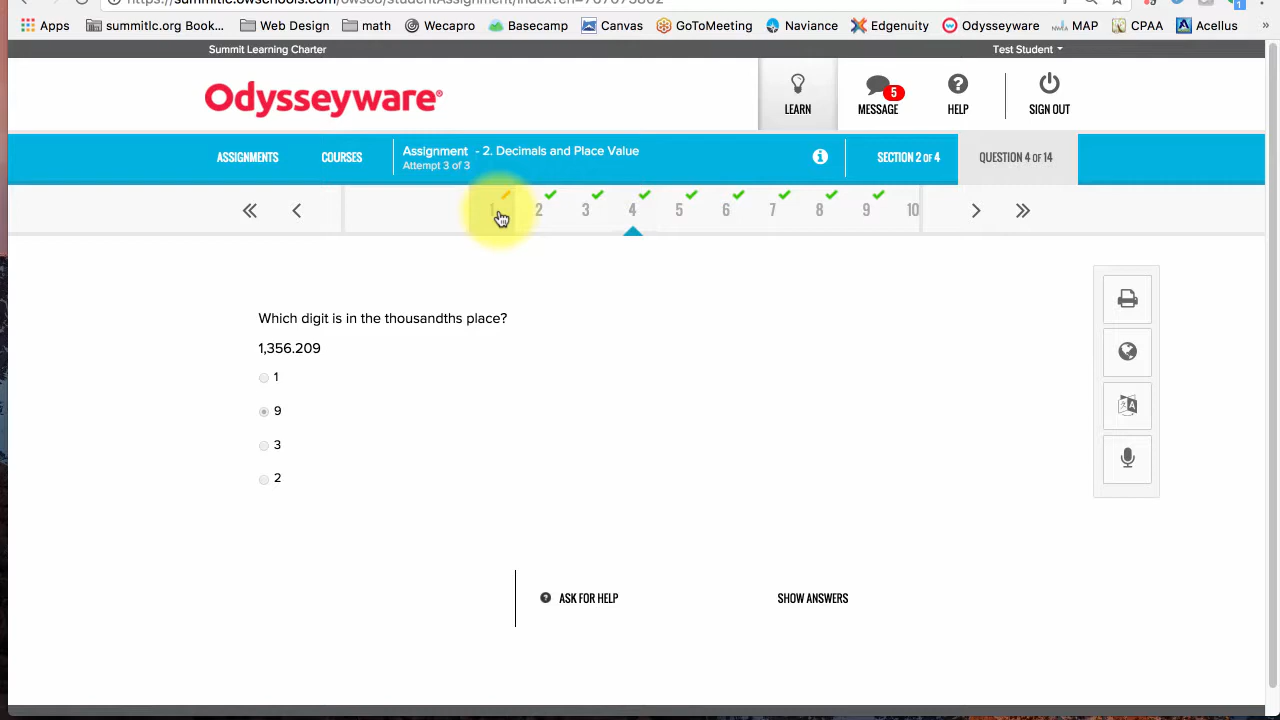 Apps summitlc.org Book... Web Design math Wecapro Basecamp Canvas GoToMeeting Naviance Edgenuity Odysseyware MAP CPAA Acellus »
Summit Learning Charter Test Student
Odysseyware® LEARN 5 MESSAGE HELP SIGN OUT
ASSIGNMENTS COURSES Assignment - 2. Decimals and Place Value SECTION 2 OF 4 QUESTION 4 OF 14
Attempt 3 of 3
1 2 3 4 5 6 7 8 9 10
Which digit is in the thousandths place?
1,356.209
1
9
3
2
ASK FOR HELP SHOW ANSWERS